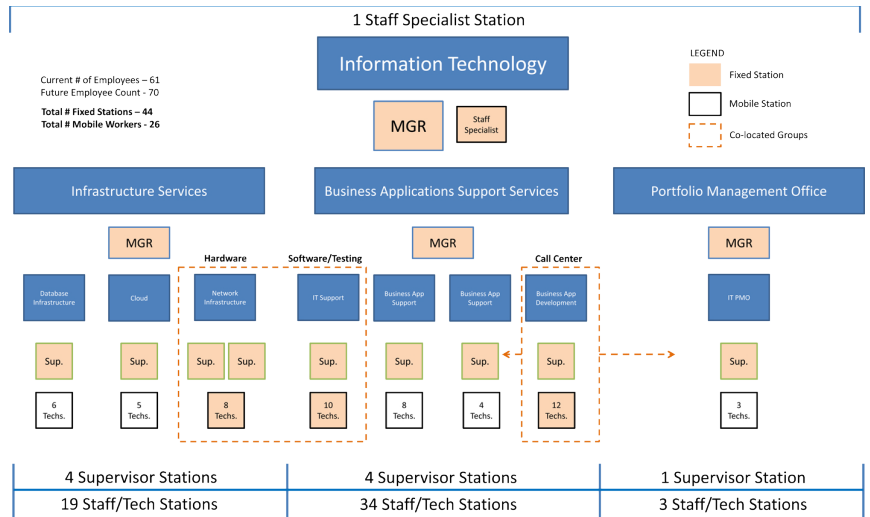 1 Staff Specialist Station
Information Technology
Current # of Employees – 61
Future Employee Count - 70
Total # Fixed Stations – 44
Total # Mobile Workers - 26
LEGEND
Fixed Station
Mobile Station
Co-located Groups
MGR
Staff
Specialist
Infrastructure Services
Business Applications Support Services
Portfolio Management Office
MGR
MGR
MGR
Hardware
Software/Testing
Call Center
Database
Infrastructure
Cloud
Network
Infrastructure
IT Support
Business App
Support
Business App
Support
Business App
Development
IT PMO
Sup.
Sup.
Sup.
Sup.
Sup.
Sup.
Sup.
Sup.
Sup.
6
Techs.
5
Techs.
8
Techs.
10
Techs.
8
Techs.
4
Techs.
12
Techs.
3
Techs.
4 Supervisor Stations
4 Supervisor Stations
1 Supervisor Station
19 Staff/Tech Stations
34 Staff/Tech Stations
3 Staff/Tech Stations